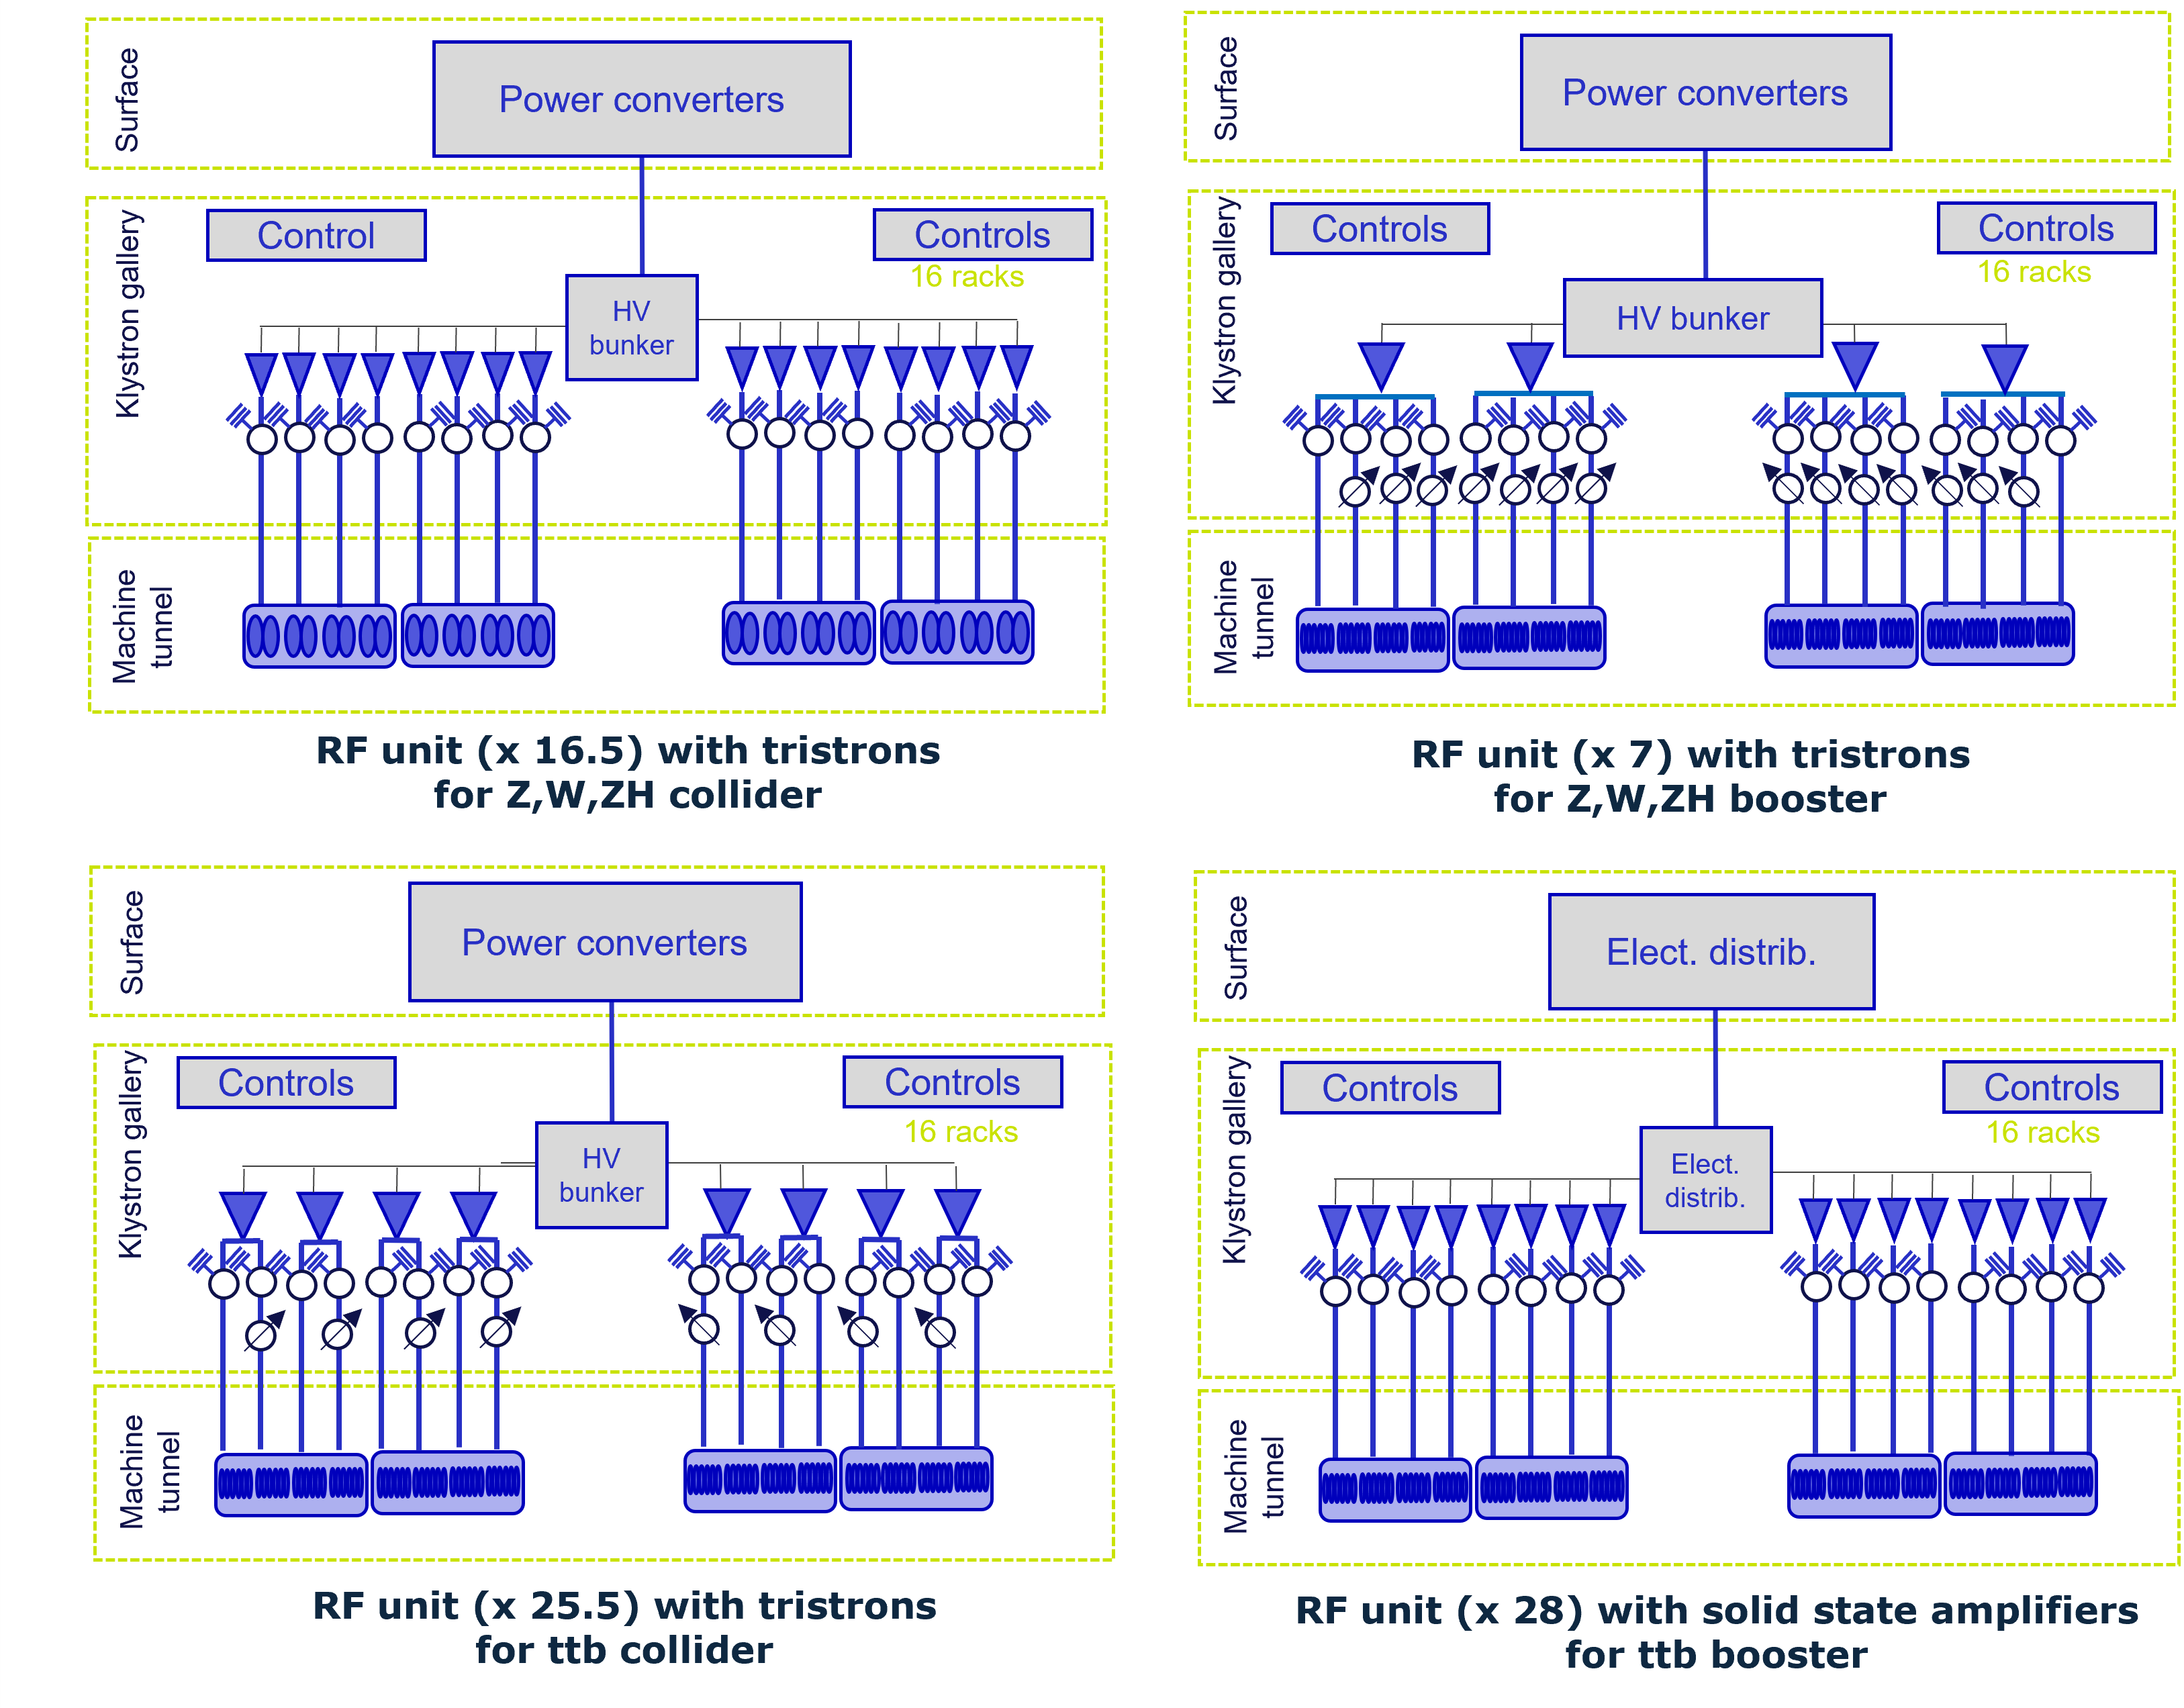 Surface
Power converters
Klystron gallery
Control
Controls
16 racks
HV
bunker
Machine
tunnel
RF unit (x 16.5) with tristrons
for Z,W,ZH collider
Surface
Power converters
Klystron gallery
Controls
Controls
16 racks
HV bunker
Machine
tunnel
RF unit (x 7) with tristrons
for Z,W,ZH booster
Surface
Power converters
Klystron gallery
Controls
Controls
16 racks
HV
bunker
Machine
tunnel
RF unit (x 25.5) with tristrons
for ttb collider
Surface
Elect. distrib.
Klystron gallery
Controls
Controls
16 racks
Elect.
distrib.
Machine
tunnel
RF unit (x 28) with solid state amplifiers
for ttb booster